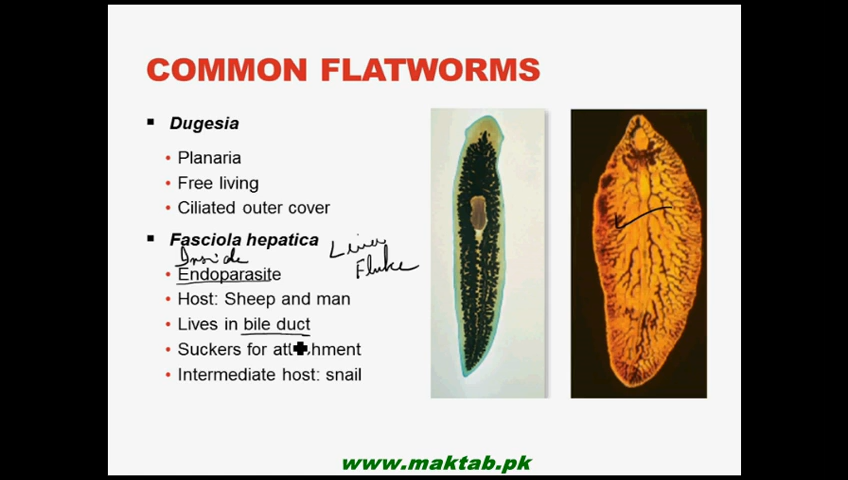 COMMON FLATWORMS
▪ Dugesia
• Planaria
• Free living
• Ciliated outer cover
▪ Fasciola hepatica
Liver
Fluke
Inside
• Endoparasite
• Host: Sheep and man
• Lives in bile duct
• Suckers for attachment
• Intermediate host: snail
www.maktab.pk